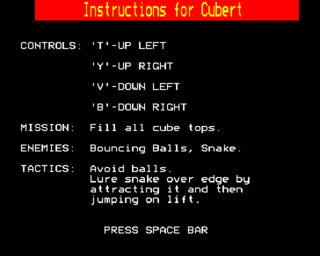 Instructions for Cubert
CONTROLS: 'T'-UP LEFT
'Y'-UP RIGHT
'V'-DOWN LEFT
'B'-DOWN RIGHT
MISSION: Fill all cube tops.
ENEMIES: Bouncing Balls, Snake.
TACTICS: Avoid balls.
Lure snake over edge by
attracting it and then
jumping on lift.
PRESS SPACE BAR